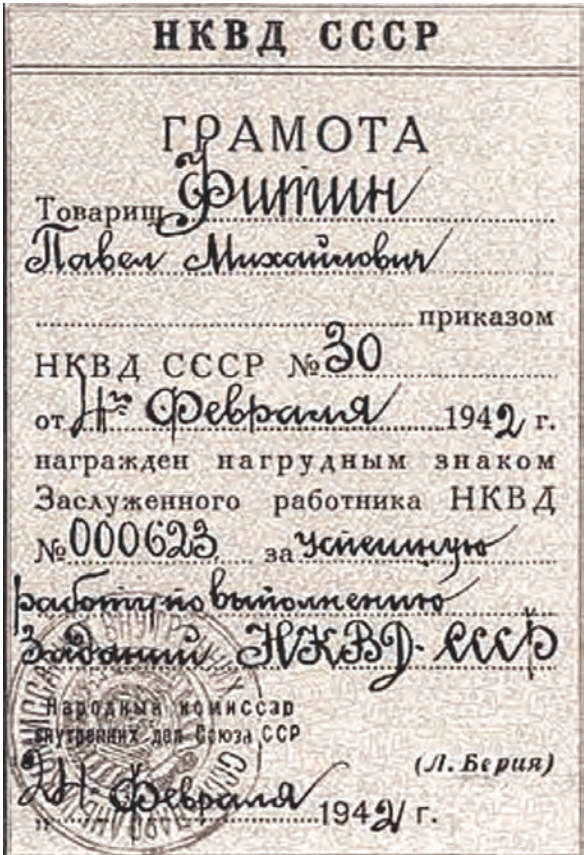 НКВД СССР
ГРАМОТА
Товарищ Фитин
Павел Михайлович
приказом
НКВД СССР № 30
от 4го Февраля 1942 г.
награжден нагрудным знаком
Заслуженного работника НКВД
№ 000623 за успешную
работу по выполнению
Заданий НКВД-СССР
Народный комиссар
внутренних дел Союза ССР
(Л. Берия)
Февраля 1942 г.